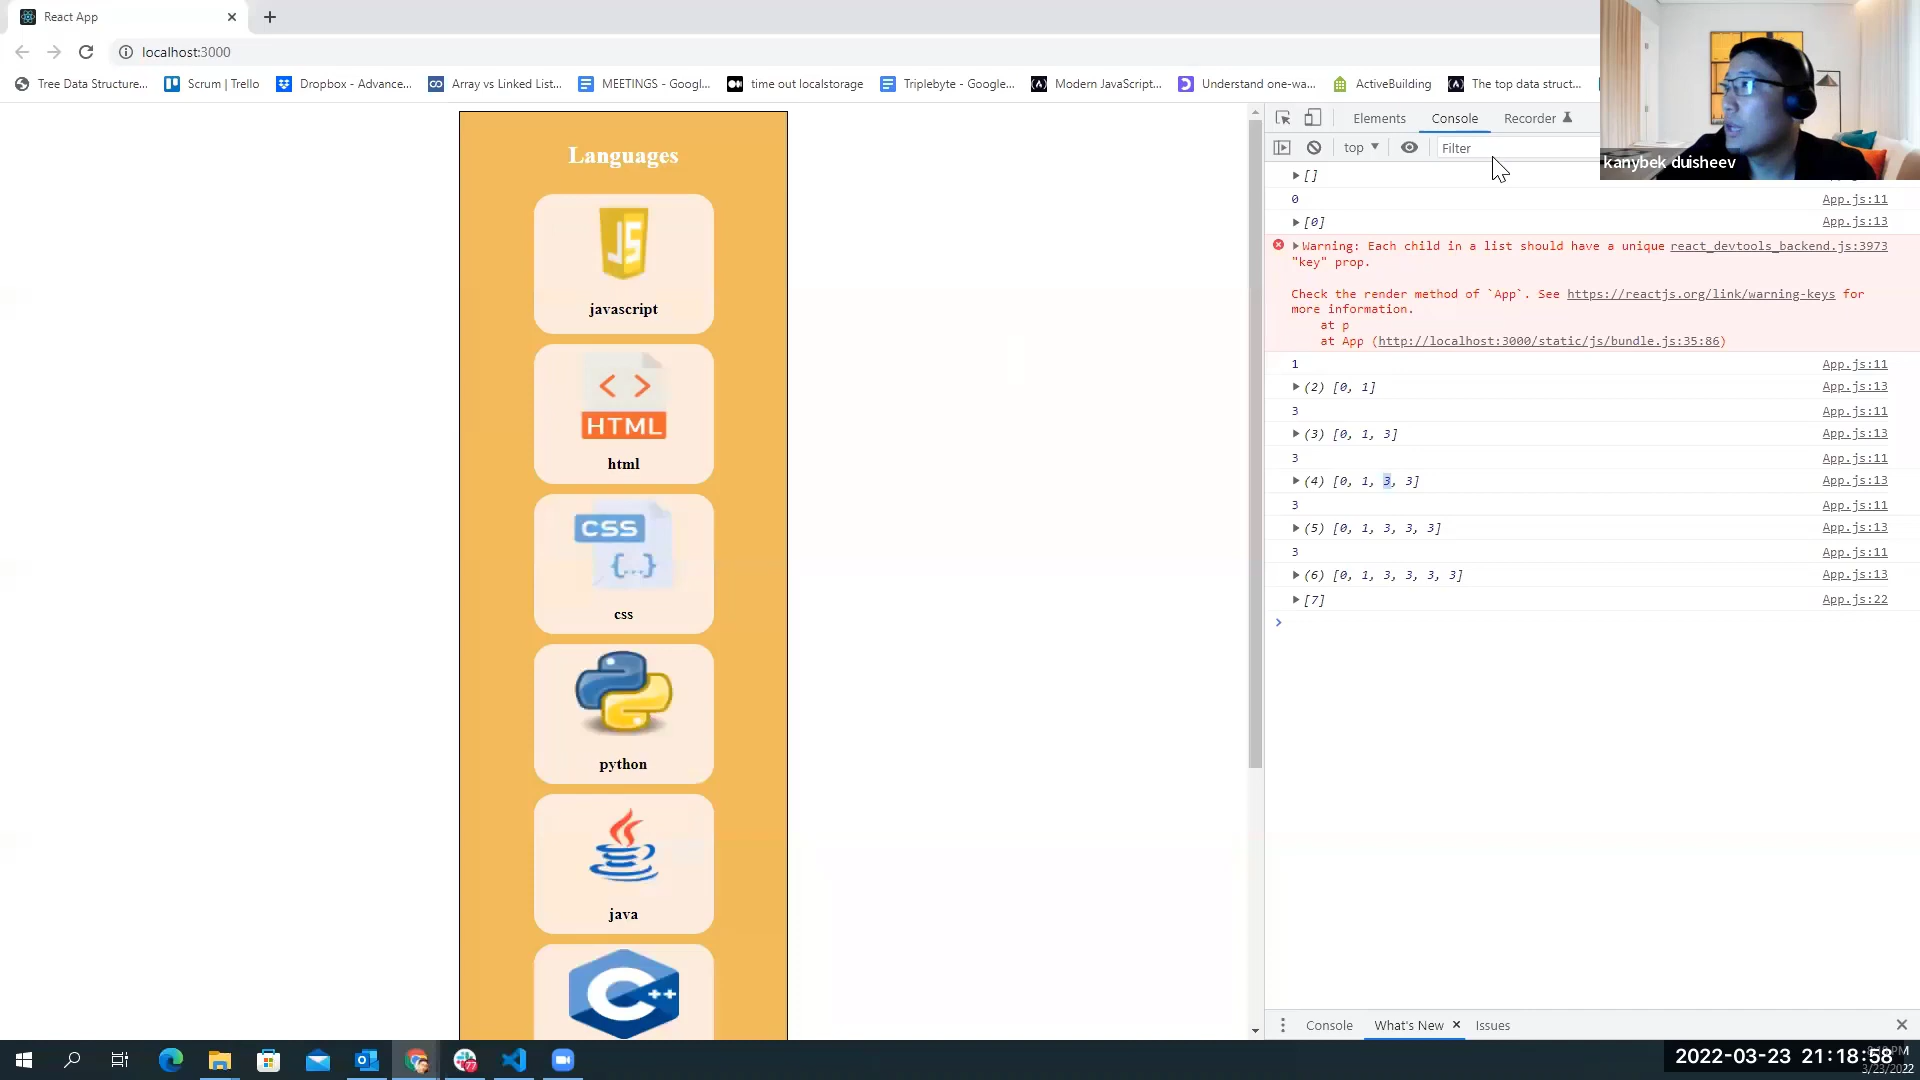 React App
localhost:3000
Tree Data Structure...
Scrum | Trello
Dropbox - Advance...
Array vs Linked List...
MEETINGS - Googl...
time out localstorage
Triplebyte - Google...
Modern JavaScript...
Understand one-wa...
ActiveBuilding
The top data struct...
kanybek duisheev
Languages
JS
javascript
< >
HTML
html
CSS
{...}
css
python
java
C++
Elements
Console
Recorder
top
Filter
[]
0 App.js:11
[0] App.js:13
Warning: Each child in a list should have a unique react_devtools_backend.js:3973
"key" prop.
Check the render method of `App`. See https://reactjs.org/link/warning-keys for
more information.
at p
at App (http://localhost:3000/static/js/bundle.js:35:86)
1 App.js:11
(2) [0, 1] App.js:13
3 App.js:11
(3) [0, 1, 3] App.js:13
3 App.js:11
(4) [0, 1, 3, 3] App.js:13
3 App.js:11
(5) [0, 1, 3, 3, 3] App.js:13
3 App.js:11
(6) [0, 1, 3, 3, 3, 3] App.js:13
[7] App.js:22
Console
What's New
Issues
2022-03-23 21:18:58
3/23/2022